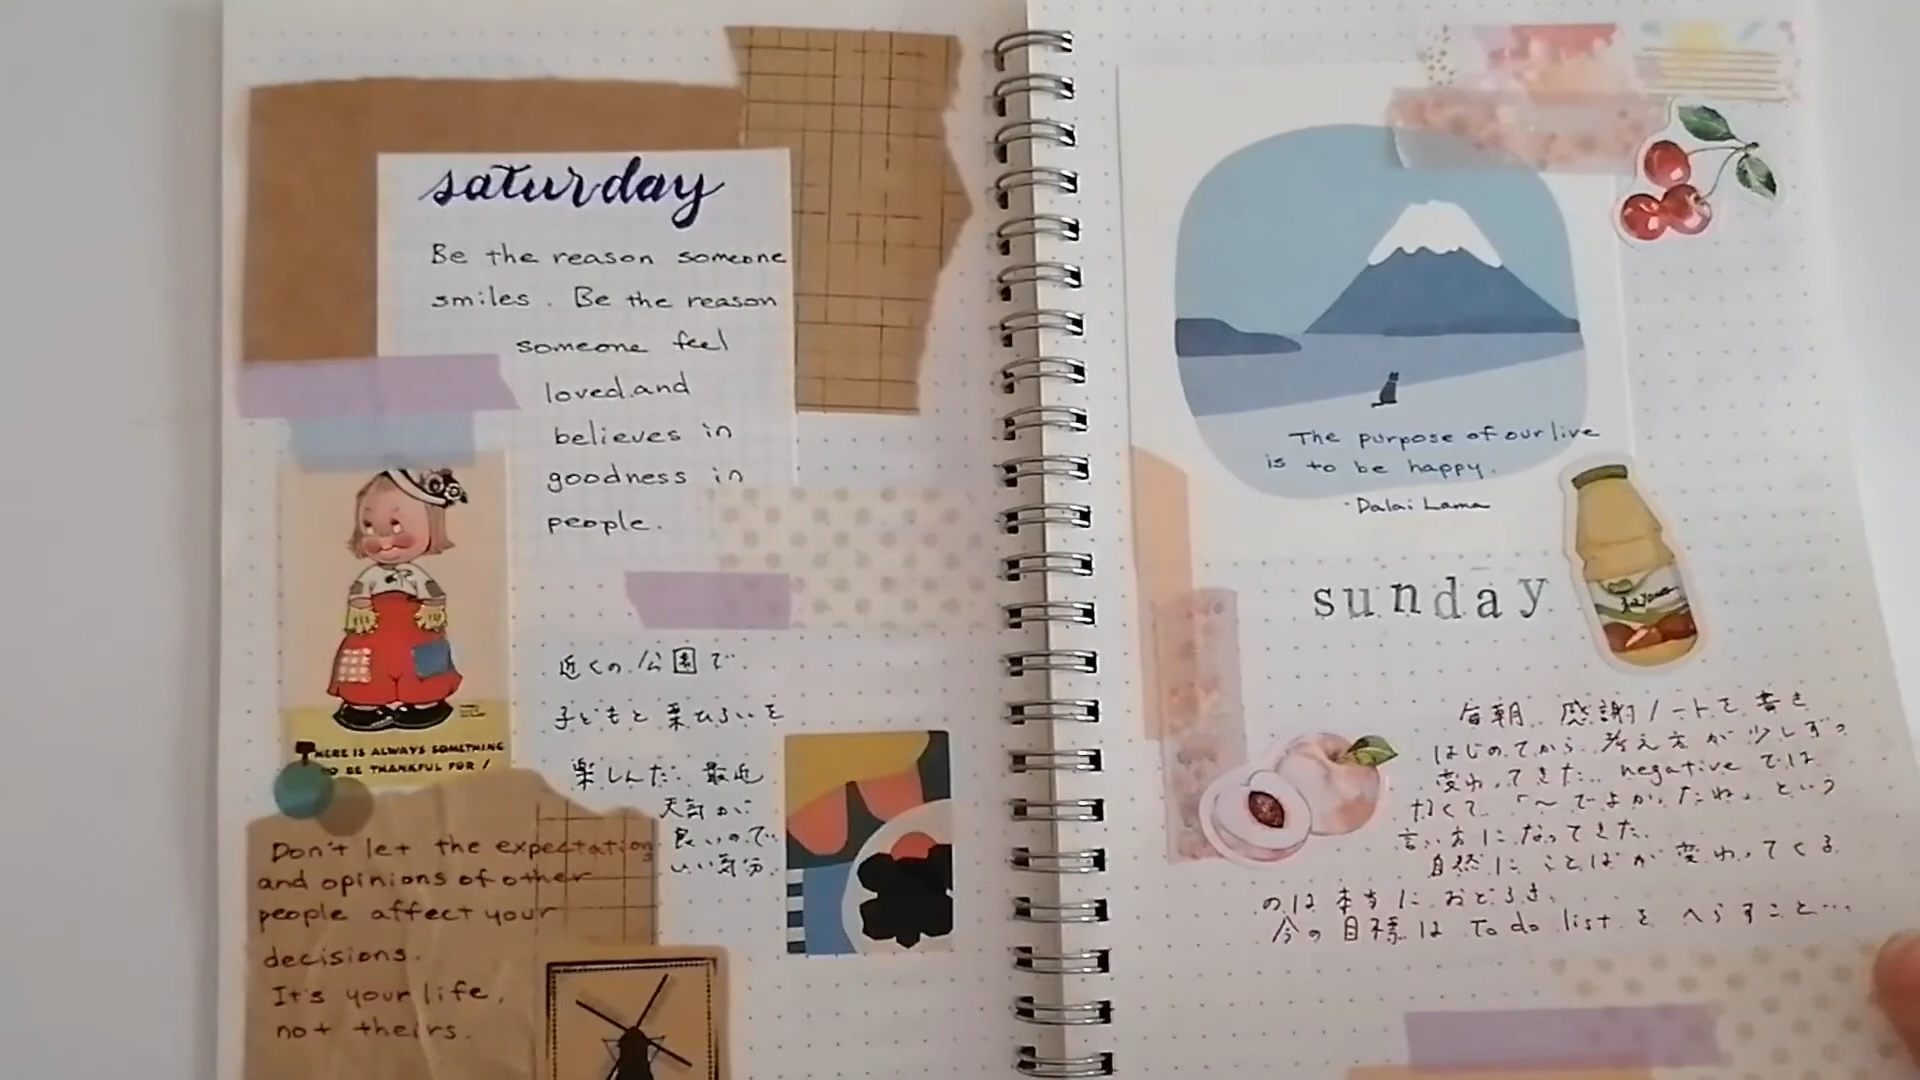 saturday
Be the reason someone
smiles. Be the reason
someone feel
loved and
believes in
goodness in
people.
HERE IS ALWAYS SOMETHING
O BE THANKFUL FOR!
近くの公園で
子どもと栗ひろいを
楽しんだ. 最近
天気が
良いので
いい気分.
Don't let the expectations
and opinions of other
people affect your
decisions.
It's your life,
not theirs.
The purpose of our live
is to be happy.
- Dalai Lama
sunday
毎朝 感謝ノートを書き
はじめてから 考え方が少しずつ
変わってきた.. negative では
なくて.「〜でよかったね」という
言い方になってきた.
自然に ことばが変わってくる
のは本当におどろき.
今の目標は To do list をへらすこと...